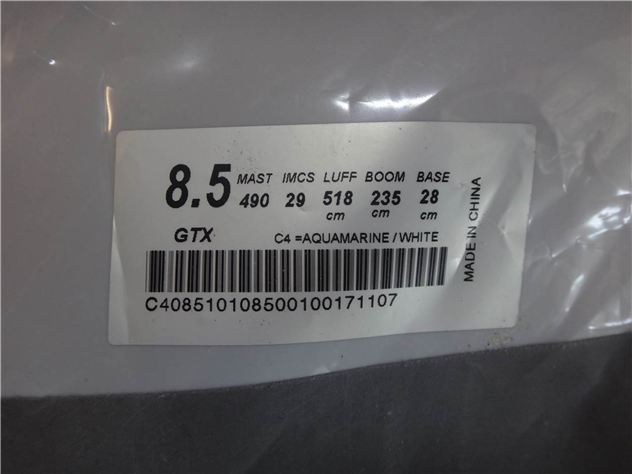 8.5 MAST IMCS LUFF BOOM BASE
490 29 518 235 28
cm cm cm
GTX C4 =AQUAMARINE / WHITE
C408510108500100171107
MADE IN CHINA